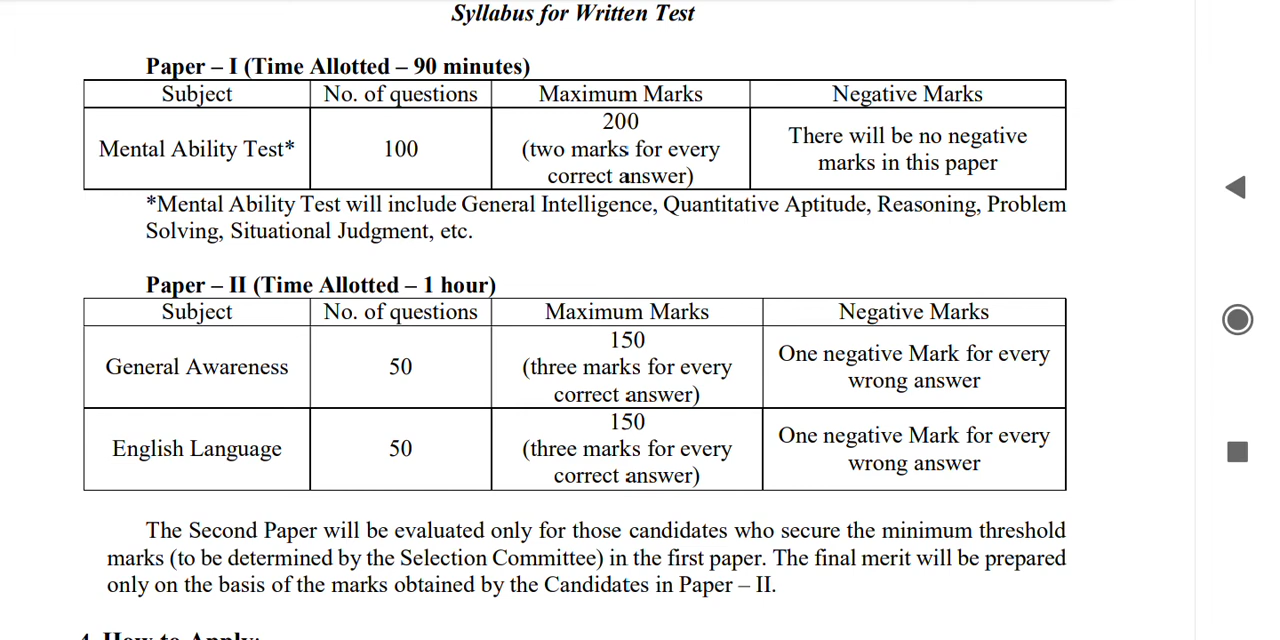 Syllabus for Written Test
Paper – I (Time Allotted – 90 minutes)
Subject No. of questions Maximum Marks Negative Marks
Mental Ability Test* 100 200 (two marks for every correct answer) There will be no negative marks in this paper
*Mental Ability Test will include General Intelligence, Quantitative Aptitude, Reasoning, Problem
Solving, Situational Judgment, etc.
Paper – II (Time Allotted – 1 hour)
Subject No. of questions Maximum Marks Negative Marks
General Awareness 50 150 (three marks for every correct answer) One negative Mark for every wrong answer
English Language 50 150 (three marks for every correct answer) One negative Mark for every wrong answer
The Second Paper will be evaluated only for those candidates who secure the minimum threshold
marks (to be determined by the Selection Committee) in the first paper. The final merit will be prepared
only on the basis of the marks obtained by the Candidates in Paper – II.
4. How to Apply: